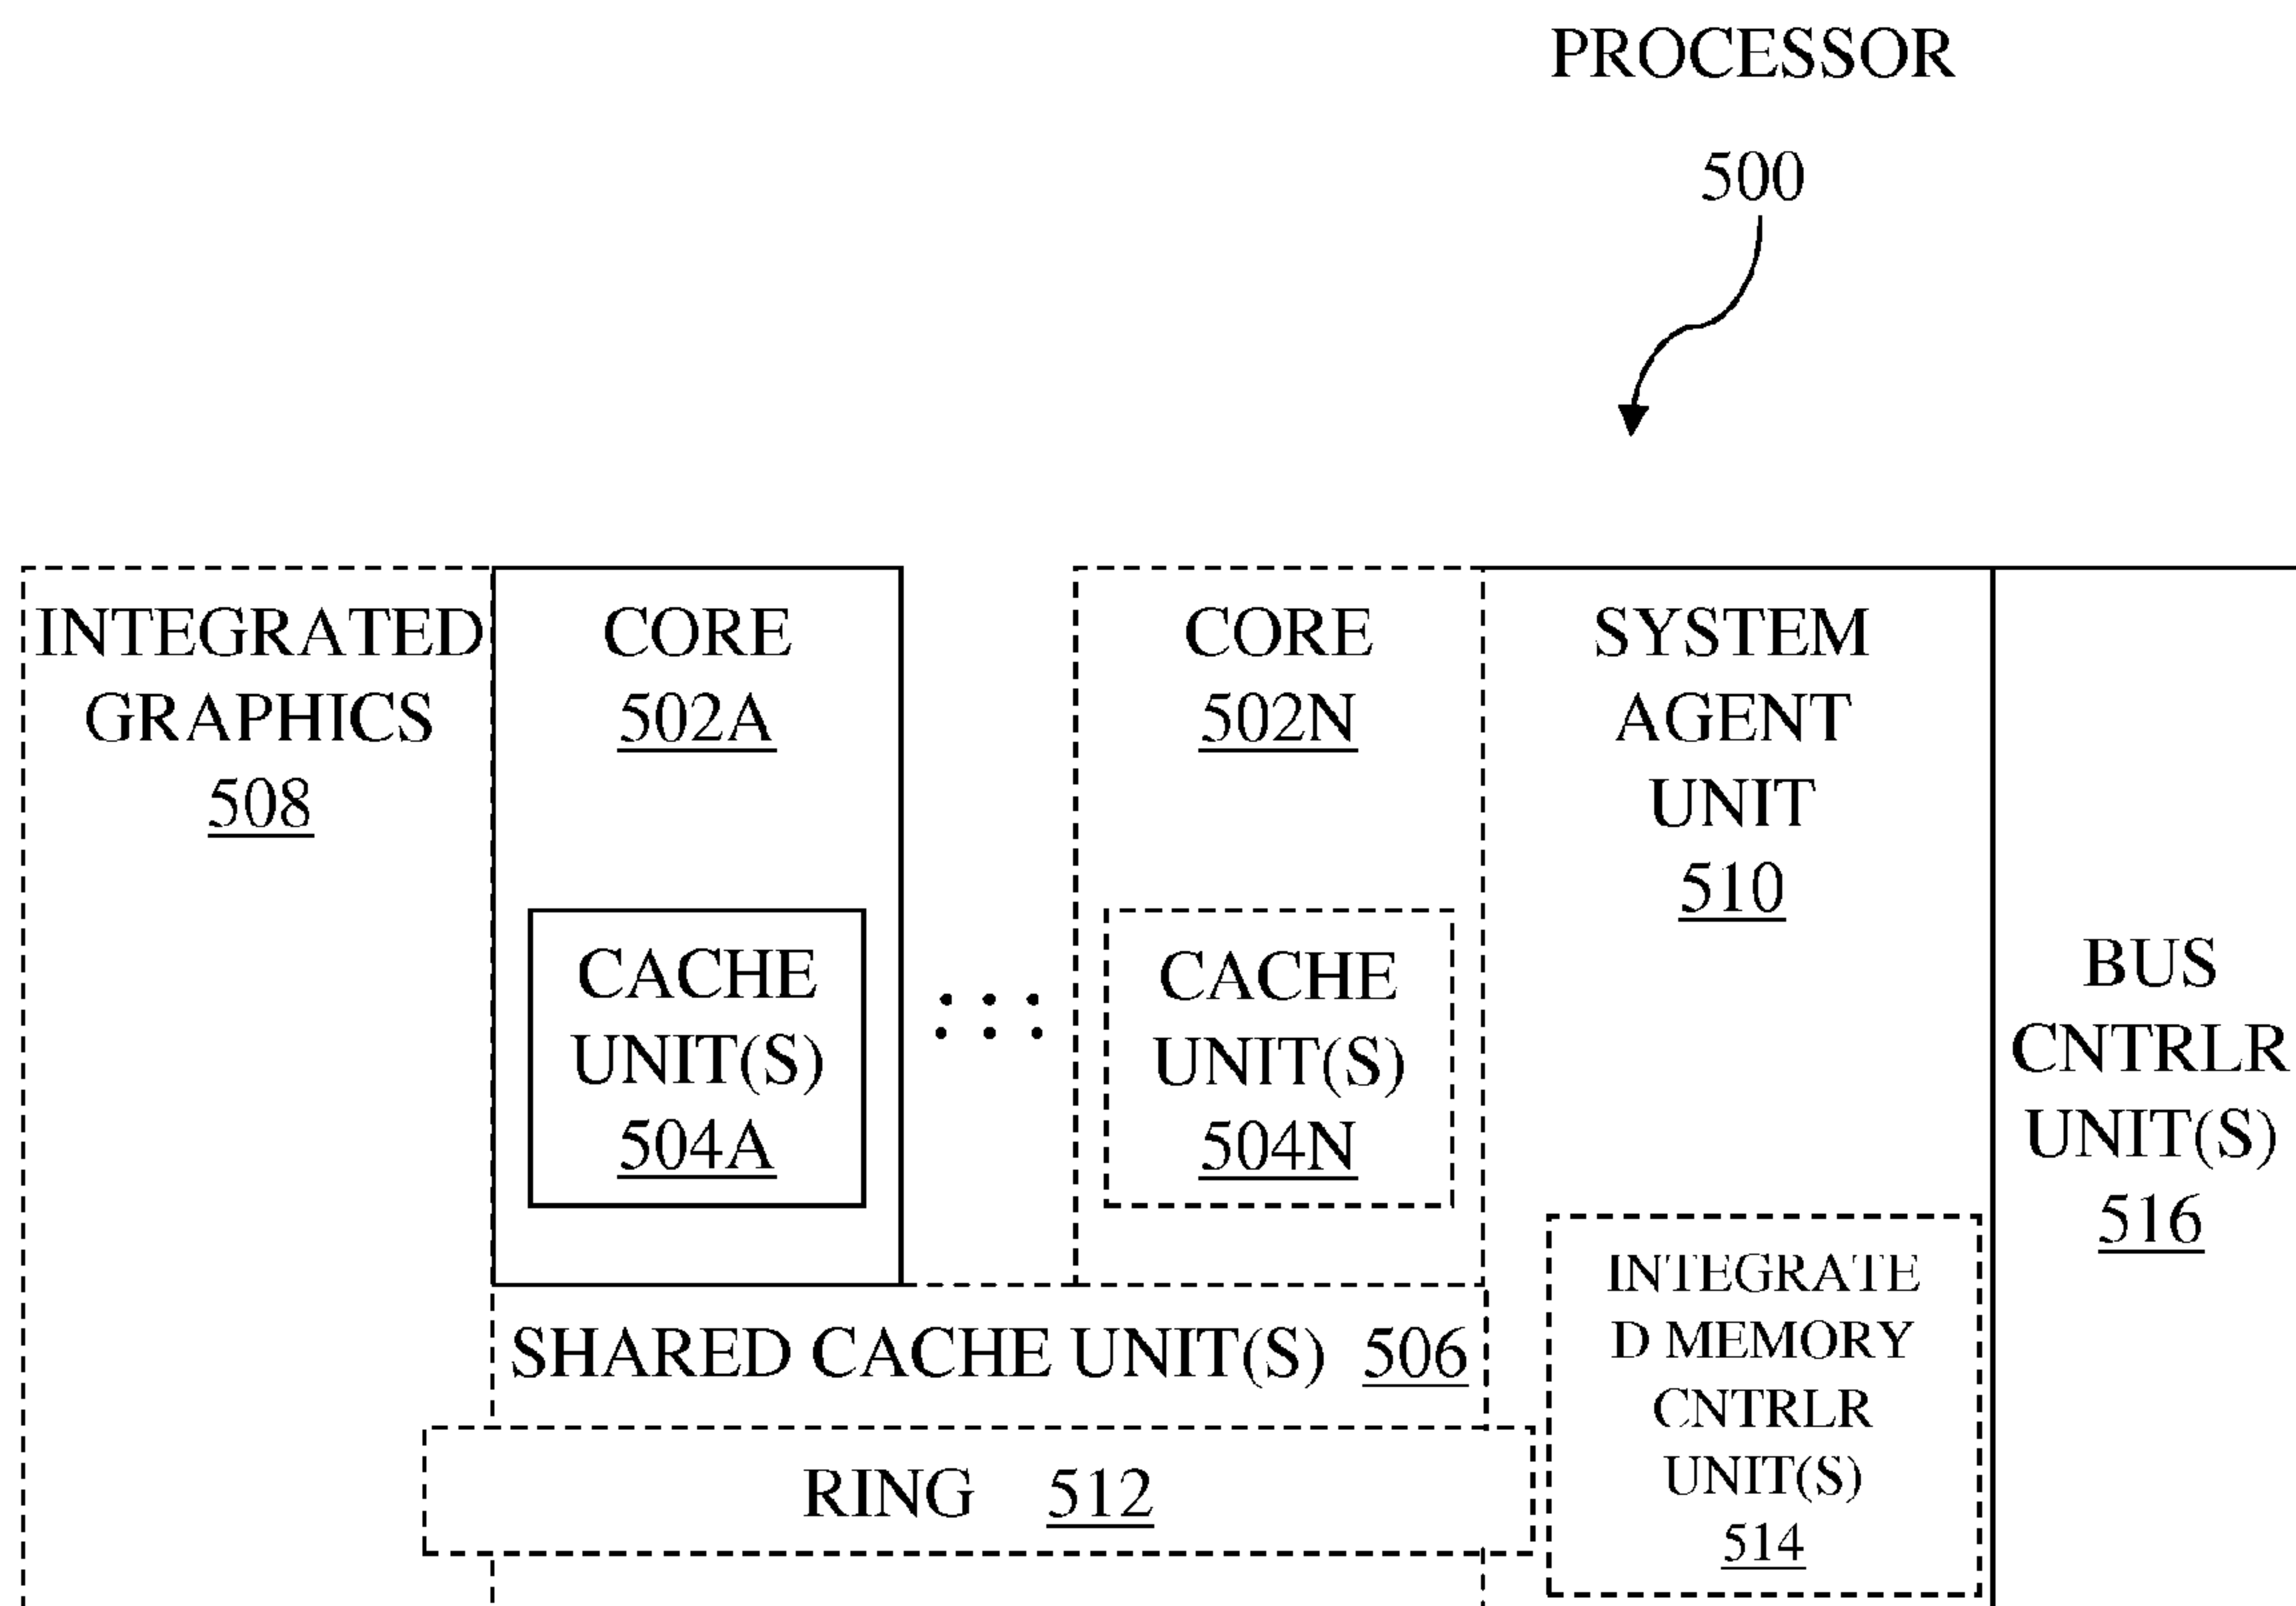 PROCESSOR
500
INTEGRATED
GRAPHICS
508
CORE
502A
CACHE
UNIT(S)
504A
CORE
502N
CACHE
UNIT(S)
504N
SYSTEM
AGENT
UNIT
510
BUS
CNTRLR
UNIT(S)
516
SHARED CACHE UNIT(S) 506
RING 512
INTEGRATE
D MEMORY
CNTRLR
UNIT(S)
514